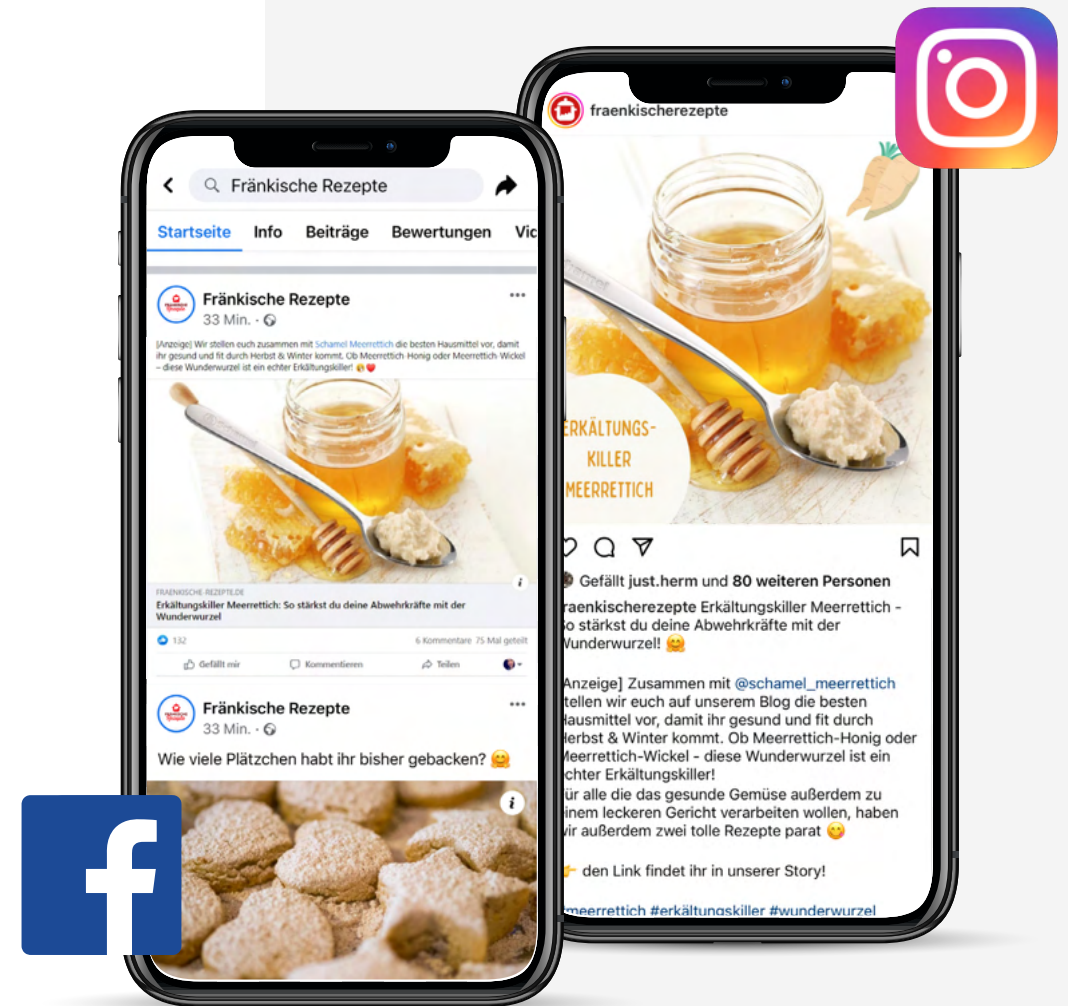 Fränkische Rezepte
Startseite Info Beiträge Bewertungen Vic
Fränkische Rezepte
33 Min. ·
[Anzeige] Wir stellen euch zusammen mit Schamel Meerrettich die besten Hausmittel vor, damit
ihr gesund und fit durch Herbst & Winter kommt. Ob Meerrettich-Honig oder Meerrettich-Wickel
– diese Wunderwurzel ist ein echter Erkältungskiller! 🤗❤️
FRAENKISCHE-REZEPTE.DE
Erkältungskiller Meerrettich: So stärkst du deine Abwehrkräfte mit der
Wunderwurzel
132 6 Kommentare 75 Mal geteilt
Gefällt mir Kommentieren Teilen
Fränkische Rezepte
33 Min. ·
Wie viele Plätzchen habt ihr bisher gebacken? 🤗
fraenkischerezepte
ERKÄLTUNGS-
KILLER
MEERRETTICH
Gefällt just.herm und 80 weiteren Personen
raenkischerezepte Erkältungskiller Meerrettich -
So stärkst du deine Abwehrkräfte mit der
Wunderwurzel! 🤗
Anzeige] Zusammen mit @schamel_meerrettich
tellen wir euch auf unserem Blog die besten
Hausmittel vor, damit ihr gesund und fit durch
Herbst & Winter kommt. Ob Meerrettich-Honig oder
Meerrettich-Wickel - diese Wunderwurzel ist ein
chter Erkältungskiller!
ür alle die das gesunde Gemüse außerdem zu
inem leckeren Gericht verarbeiten wollen, haben
vir außerdem zwei tolle Rezepte parat 😋
👉 den Link findet ihr in unserer Story!
#meerrettich #erkältungskiller #wunderwurzel